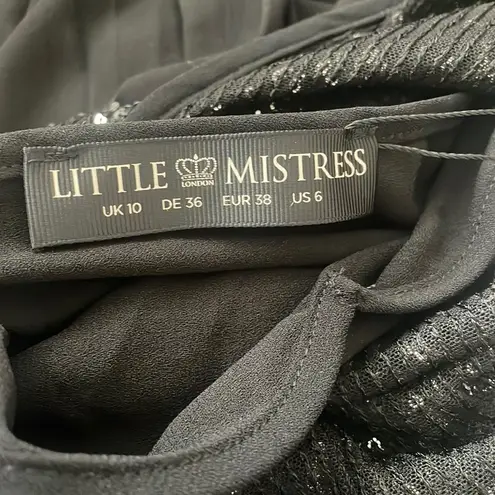 LITTLE LONDON MISTRESS
UK 10 DE 36 EUR 38 US 6